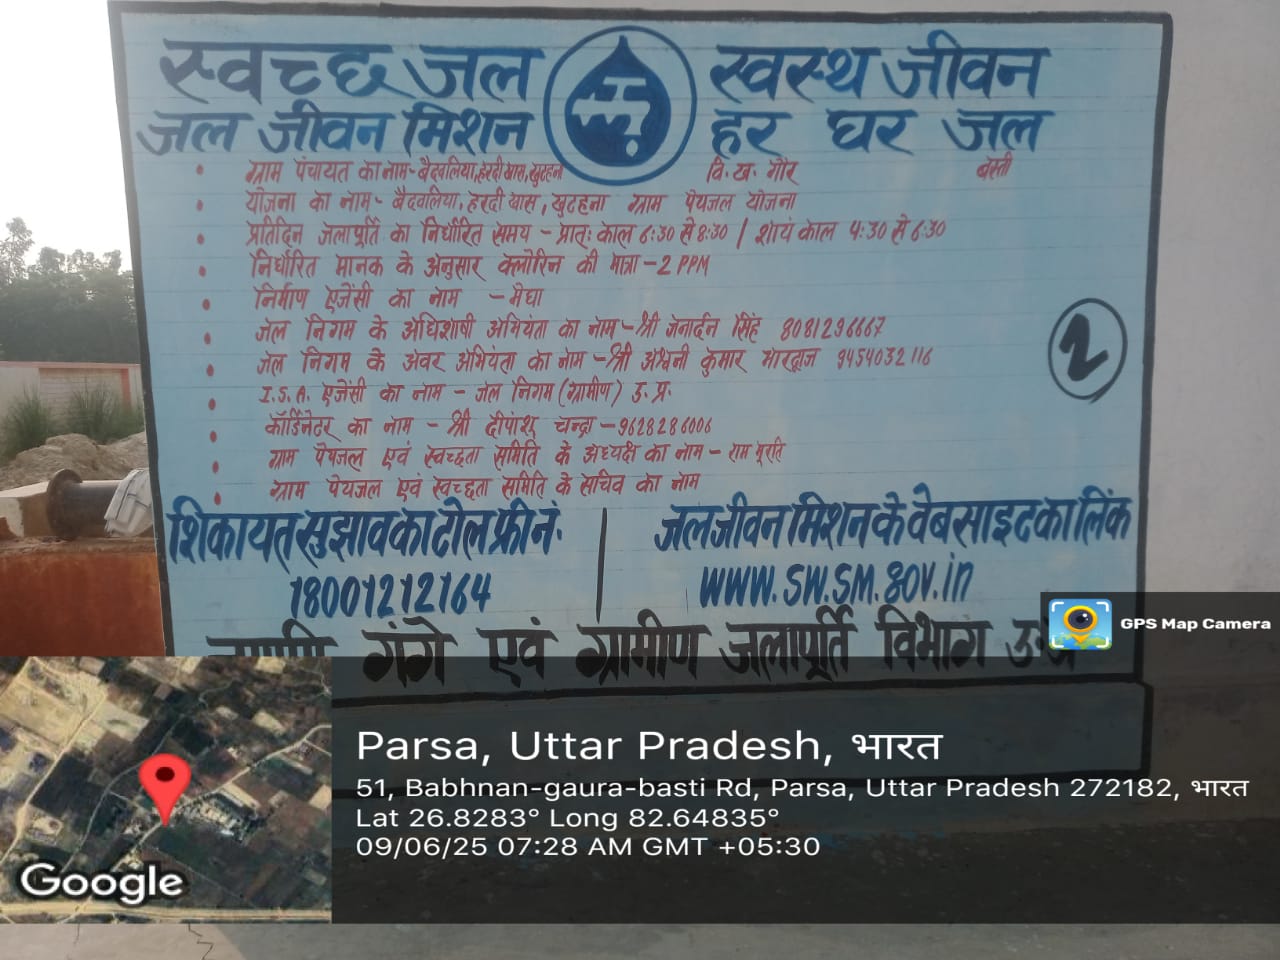 स्वच्छ जल स्वस्थ जीवन
जल जीवन मिशन हर घर जल
• ग्राम पंचायत का नाम- बैदवलिया, हरदी खास, खुटहना वि. ख. गौर बस्ती
• योजना का नाम- बैदवलिया, हरदी खास, खुटहना ग्राम पेयजल योजना
• प्रतिदिन जलापूर्ति का निर्धारित समय - प्रातः काल 6:30 से 8:30 / शायं काल 4:30 से 6:30
• निर्धारित मानक के अनुसार क्लोरिन की मात्रा - 2 PPM
• निर्माण एजेंसी का नाम - मेघा
• जल निगम के अधिशाषी अभियंता का नाम - श्री जनार्दन सिंह 8081296667
• जल निगम के अवर अभियंता का नाम - श्री अश्वनी कुमार भारद्वाज 9454032116
• I.S.A. एजेंसी का नाम - जल निगम (ग्रामीण) उ.प्र.
• कॉर्डिनेटर का नाम - श्री दीपांशू चन्द्रा - 9628286006
• ग्राम पेयजल एवं स्वच्छता समिति के अध्यक्ष का नाम - राम मूरति
• ग्राम पेयजल एवं स्वच्छता समिति के सचिव का नाम
2
शिकायत सुझाव का टोल फ्री नं. जल जीवन मिशन के वेबसाइट का लिंक
18001212164 WWW.SWSM.GOV.in
गंगे एवं ग्रामीण जलापूर्ति विभाग
GPS Map Camera
Parsa, Uttar Pradesh, भारत
51, Babhnan-gaura-basti Rd, Parsa, Uttar Pradesh 272182, भारत
Lat 26.8283° Long 82.64835°
09/06/25 07:28 AM GMT +05:30
Google